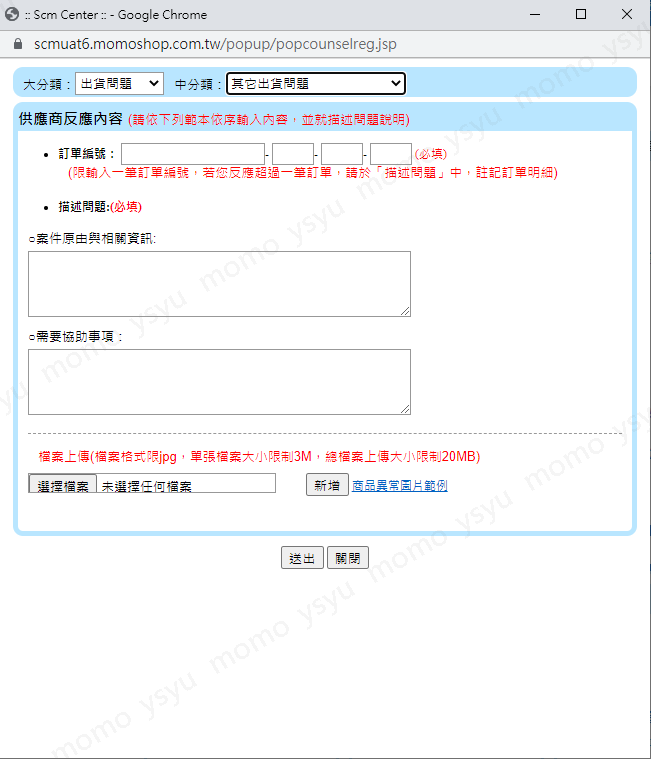 :: Scm Center :: - Google Chrome
scmuat6.momoshop.com.tw/popup/popcounselreg.jsp
大分類： 出貨問題 中分類： 其它出貨問題
供應商反應內容 (請依下列範本依序輸入內容，並就描述問題說明)
• 訂單編號： - - - (必填)
(限輸入一筆訂單編號，若您反應超過一筆訂單，請於「描述問題」中，註記訂單明細)
• 描述問題:(必填)
○案件原由與相關資訊:
○需要協助事項：
檔案上傳(檔案格式限jpg，單張檔案大小限制3M，總檔案上傳大小限制20MB)
選擇檔案 未選擇任何檔案 新增 商品異常圖片範例
送出 關閉
momo ysyu momo ysyu momo ysyu
momo ysyu momo ysyu momo ysyu
momo ysyu momo ysyu momo ysyu